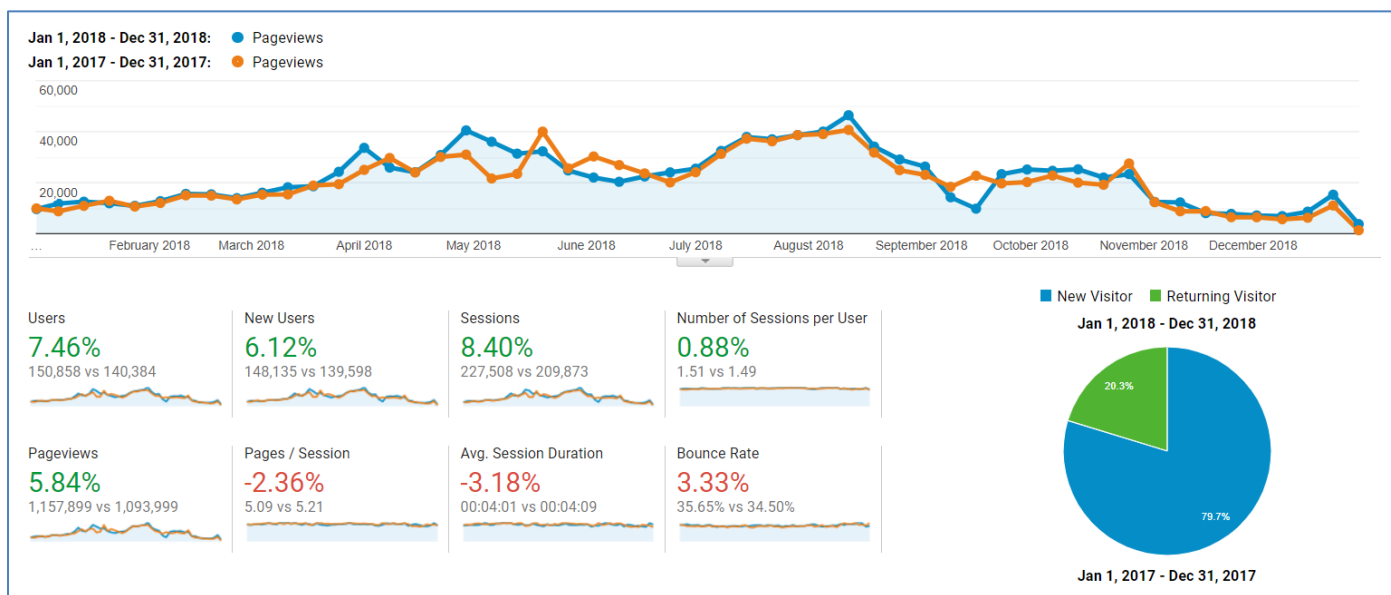 Jan 1, 2018 - Dec 31, 2018: Pageviews
Jan 1, 2017 - Dec 31, 2017: Pageviews
60,000
40,000
20,000
... February 2018 March 2018 April 2018 May 2018 June 2018 July 2018 August 2018 September 2018 October 2018 November 2018 December 2018
Users
7.46%
150,858 vs 140,384
New Users
6.12%
148,135 vs 139,598
Sessions
8.40%
227,508 vs 209,873
Number of Sessions per User
0.88%
1.51 vs 1.49
Pageviews
5.84%
1,157,899 vs 1,093,999
Pages / Session
-2.36%
5.09 vs 5.21
Avg. Session Duration
-3.18%
00:04:01 vs 00:04:09
Bounce Rate
3.33%
35.65% vs 34.50%
New Visitor Returning Visitor
Jan 1, 2018 - Dec 31, 2018
20.3%
79.7%
Jan 1, 2017 - Dec 31, 2017